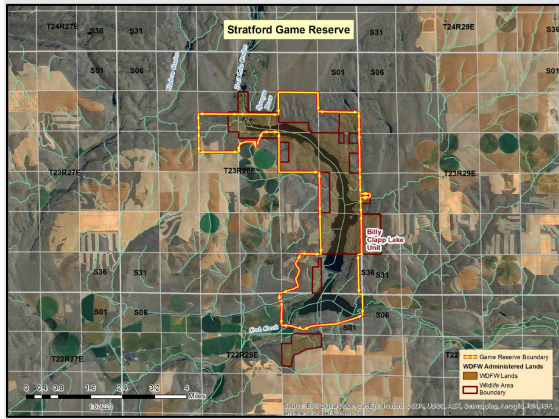 Stratford Game Reserve
T24R27E
S36
S31
S31
T24R29E
S01
S06
S01
S06
T23R27E
T23R28E
T23R29E
Billy
Clapp Lake
Unit
S36
S31
S36
S31
S01
S06
S01
S06
T22R27E
T22R28E
T22R29E
0 0.4 0.8 1.6 2.4 3.2 4
Miles
Game Reserve Boundary
WDFW Administered Lands
WDFW Lands
Wildlife Area
Boundary